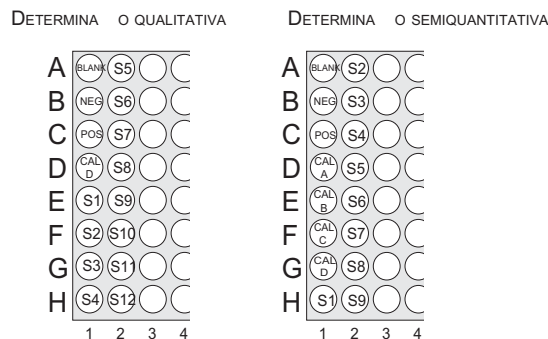 DETERMINA O QUALITATIVA
DETERMINA O SEMIQUANTITATIVA
A BLANK S5
B NEG S6
C POS S7
D CAL D S8
E S1 S9
F S2 S10
G S3 S11
H S4 S12
1 2 3 4
A BLANK S2
B NEG S3
C POS S4
D CAL A S5
E CAL B S6
F CAL C S7
G CAL D S8
H S1 S9
1 2 3 4